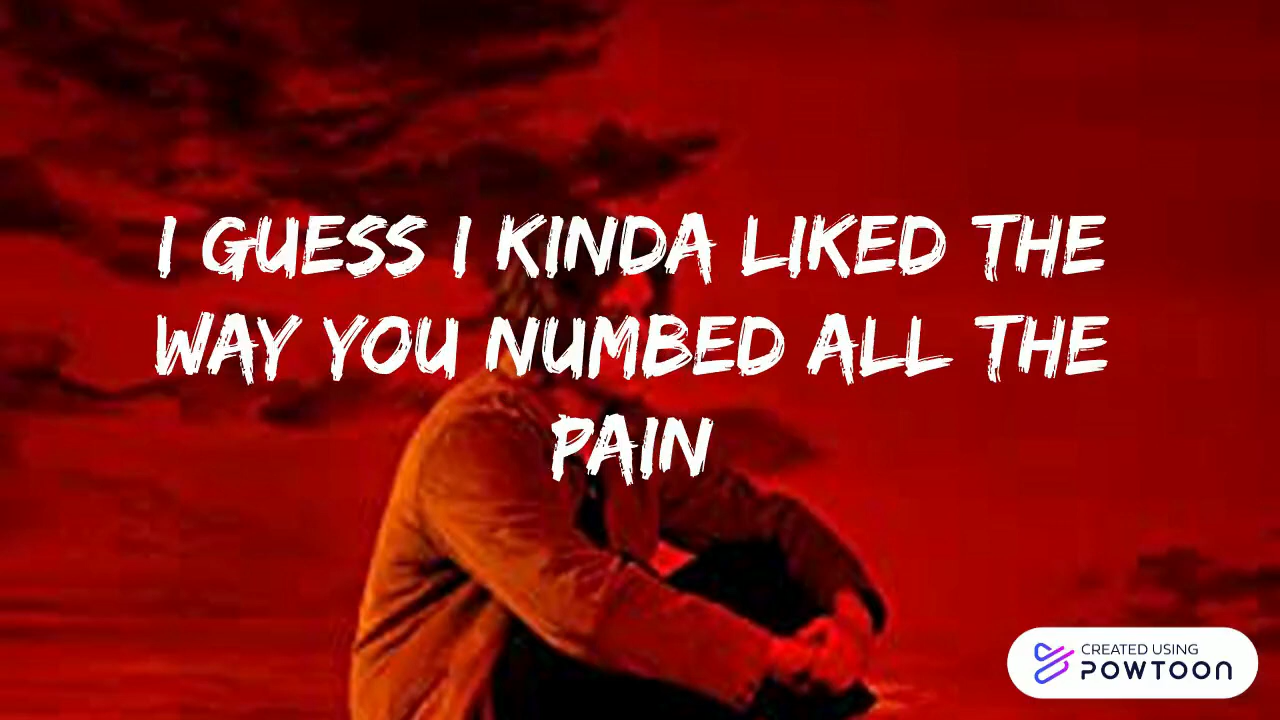 I GUESS I KINDA LIKED THE
WAY YOU NUMBED ALL THE
PAIN
CREATED USING
POWTOON